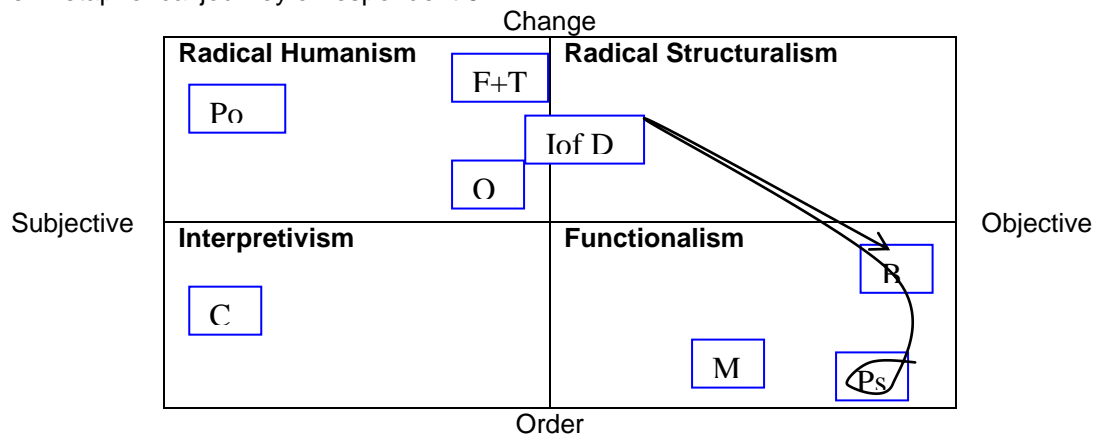 Change
Radical Humanism
Radical Structuralism
F+T
Po
Iof D
O
Subjective
Objective
Interpretivism
Functionalism
B
C
M
Ps
Order